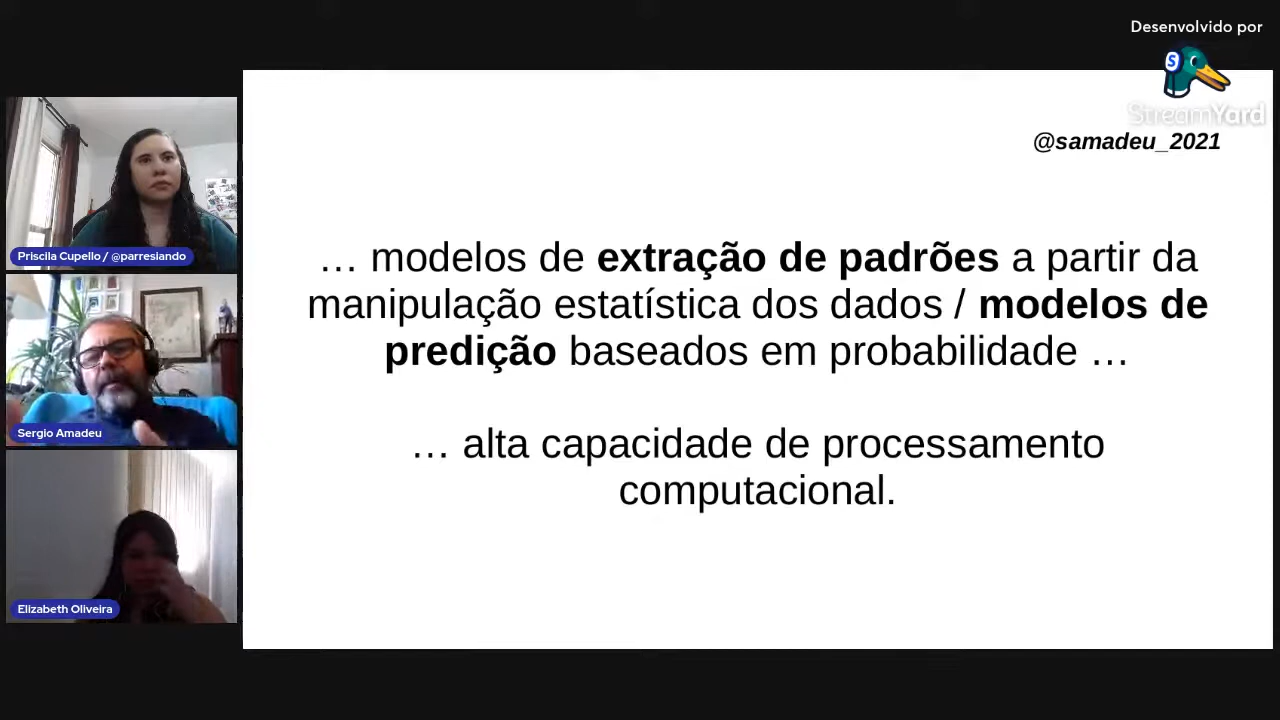 Desenvolvido por
StreamYard
@samadeu_2021
Priscila Cupello / @parresiando
Sergio Amadeu
Elizabeth Oliveira
… modelos de extração de padrões a partir da
manipulação estatística dos dados / modelos de
predição baseados em probabilidade …
… alta capacidade de processamento
computacional.